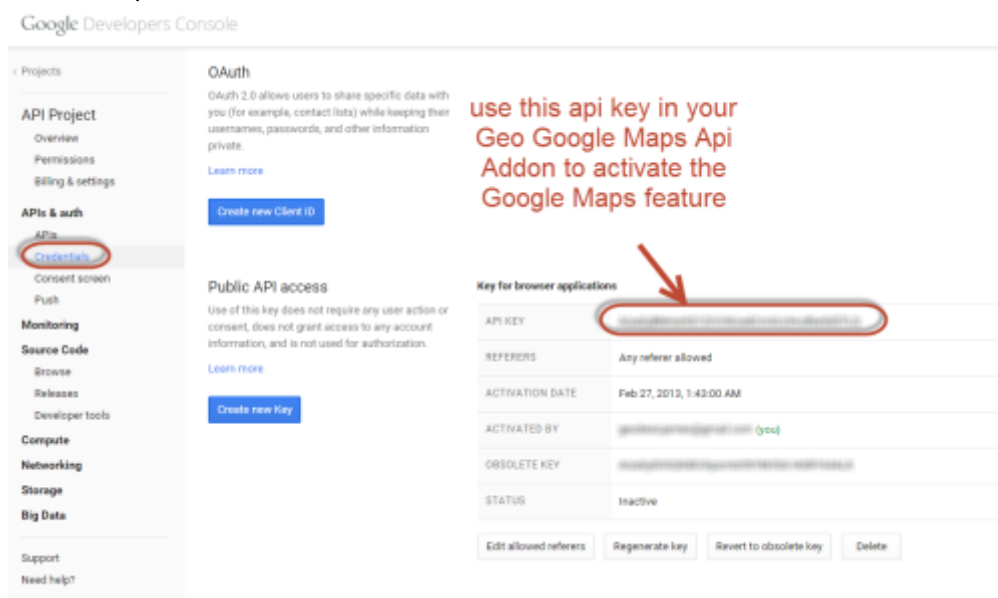 Google Developers Console
‹ Projects
API Project
Overview
Permissions
Billing & settings
APIs & auth
APIs
Credentials
Consent screen
Push
Monitoring
Source Code
Browse
Releases
Developer tools
Compute
Networking
Storage
Big Data
Support
Need help?
OAuth
OAuth 2.0 allows users to share specific data with
you (for example, contact lists) while keeping their
usernames, passwords, and other information
private.
Learn more
Create new Client ID
use this api key in your
Geo Google Maps Api
Addon to activate the
Google Maps feature
Public API access
Use of this key does not require any user action or
consent, does not grant access to any account
information, and is not used for authorization.
Learn more
Create new Key
Key for browser applications
API KEY
REFERERS Any referer allowed
ACTIVATION DATE Feb 27, 2013, 1:43:00 AM
ACTIVATED BY (you)
OBSOLETE KEY
STATUS Inactive
Edit allowed referers Regenerate key Revert to obsolete key Delete